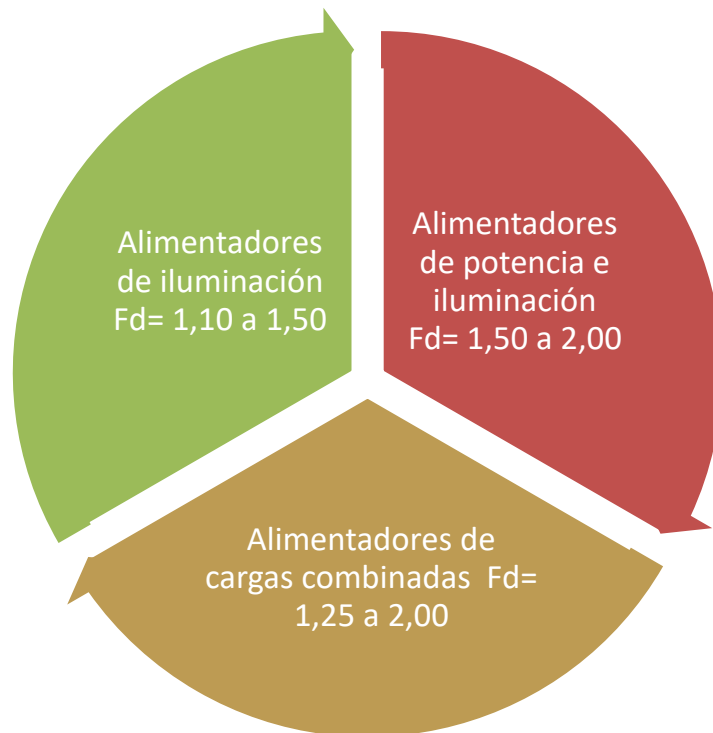 Alimentadores
de iluminación
Fd= 1,10 a 1,50
Alimentadores
de potencia e
iluminación
Fd= 1,50 a 2,00
Alimentadores de
cargas combinadas  Fd=
1,25 a 2,00